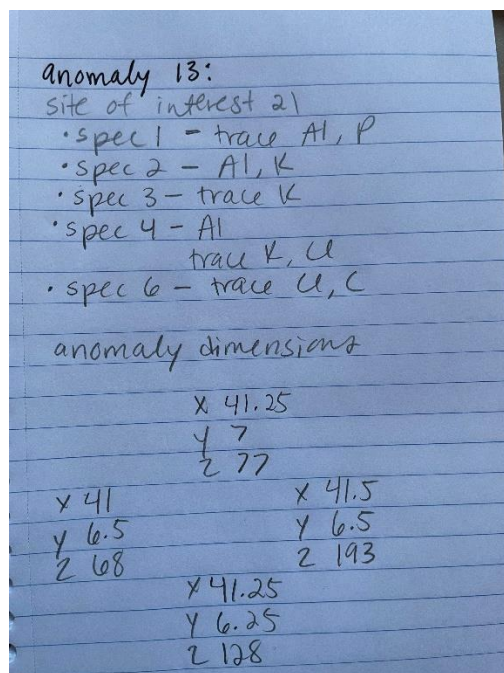 anomaly 13:
site of interest 21
• spec 1 - trace Al, P
• spec 2 - Al, K
• spec 3 - trace K
• spec 4 - Al
trace K, Cl
• spec 6 - trace Cl, C
anomaly dimensions
X 41.25
Y 7
Z 77
X 41
Y 6.5
Z 68
X 41.5
Y 6.5
Z 193
X 41.25
Y 6.25
Z 128